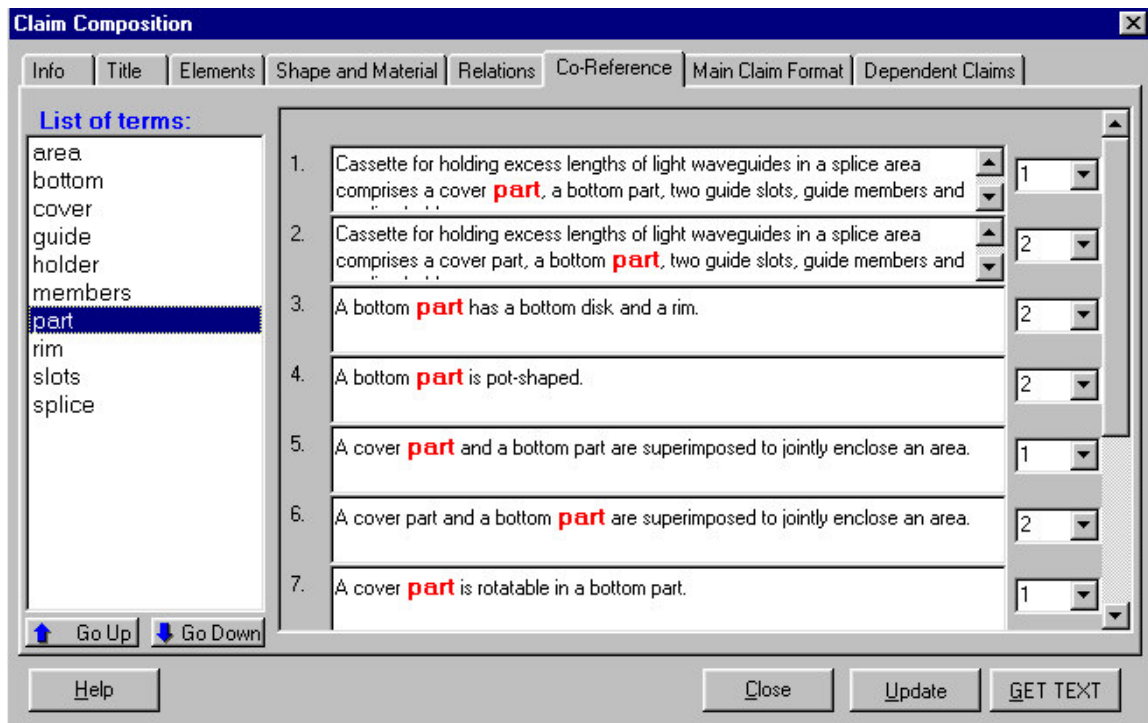 Claim Composition
Info Title Elements Shape and Material Relations Co-Reference Main Claim Format Dependent Claims
List of terms:
area
bottom
cover
guide
holder
members
part
rim
slots
splice
Go Up Go Down
1. Cassette for holding excess lengths of light waveguides in a splice area
comprises a cover part, a bottom part, two guide slots, guide members and
1
2. Cassette for holding excess lengths of light waveguides in a splice area
comprises a cover part, a bottom part, two guide slots, guide members and
2
3. A bottom part has a bottom disk and a rim.
2
4. A bottom part is pot-shaped.
2
5. A cover part and a bottom part are superimposed to jointly enclose an area.
1
6. A cover part and a bottom part are superimposed to jointly enclose an area.
2
7. A cover part is rotatable in a bottom part.
1
Help Close Update GET TEXT